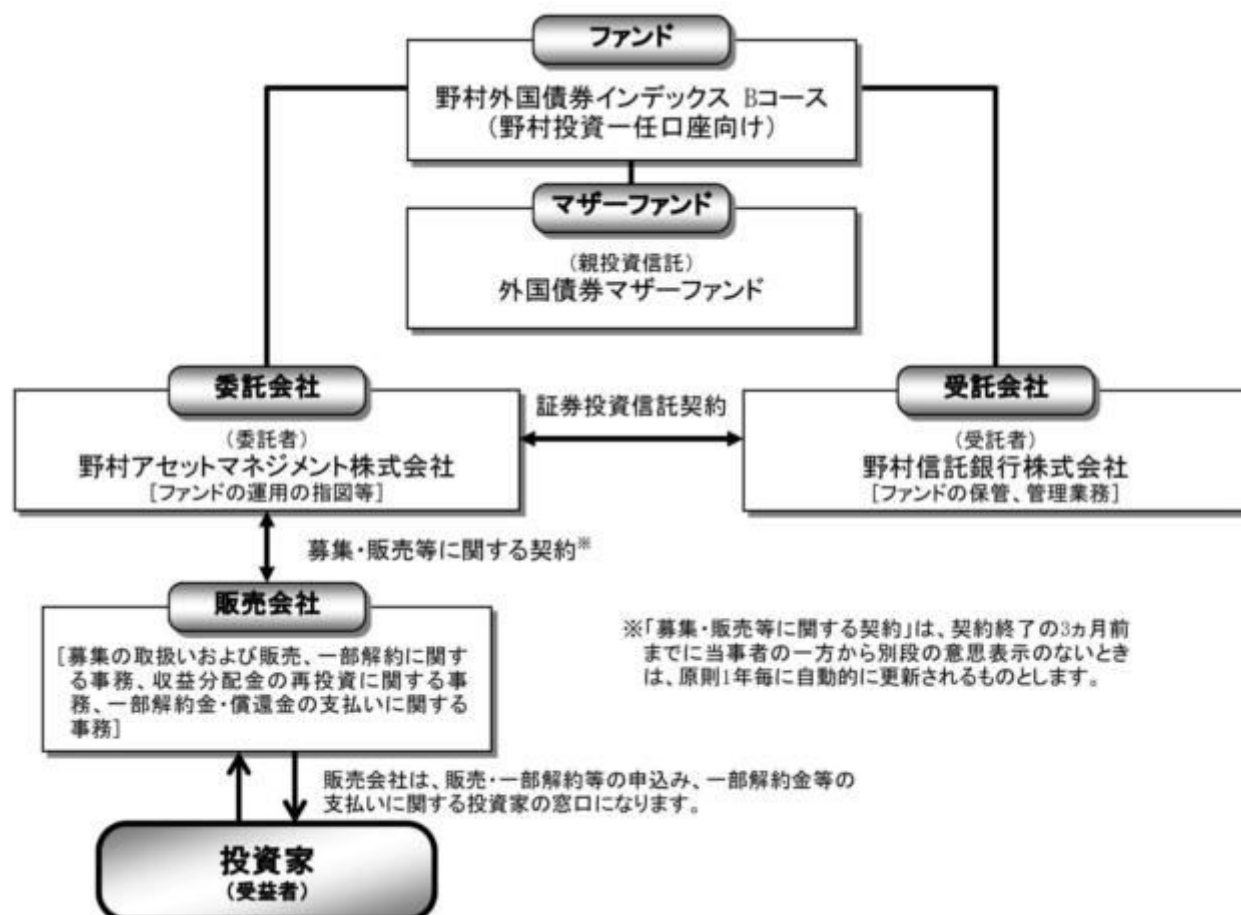 ファンド
野村外国債券インデックス Bコース
（野村投資一任口座向け）
マザーファンド
（親投資信託）
外国債券マザーファンド
委託会社
（委託者）
野村アセットマネジメント株式会社
［ファンドの運用の指図等］
証券投資信託契約
受託会社
（受託者）
野村信託銀行株式会社
［ファンドの保管、管理業務］
募集・販売等に関する契約※
販売会社
［募集の取扱いおよび販売、一部解約に関す
る事務、収益分配金の再投資に関する事
務、一部解約金・償還金の支払いに関する
事務］
※「募集・販売等に関する契約」は、契約終了の3ヵ月前
までに当事者の一方から別段の意思表示のないとき
は、原則1年毎に自動的に更新されるものとします。
販売会社は、販売・一部解約等の申込み、一部解約金等の
支払いに関する投資家の窓口になります。
投資家
（受益者）